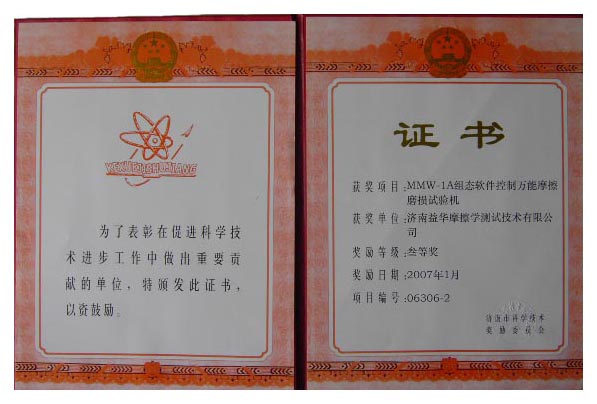 为了表彰在促进科学技
术进步工作中做出重要贡
献的单位，特颁发此证书，
以资鼓励。
证书
获奖项目:MMW-1A组态软件控制万能摩擦
磨损试验机
获奖单位:济南益华摩擦学测试技术有限公
司
奖励等级:叁等奖
奖励日期:2007年1月
项目编号:06306-2
济南市科学技术
奖励委员会